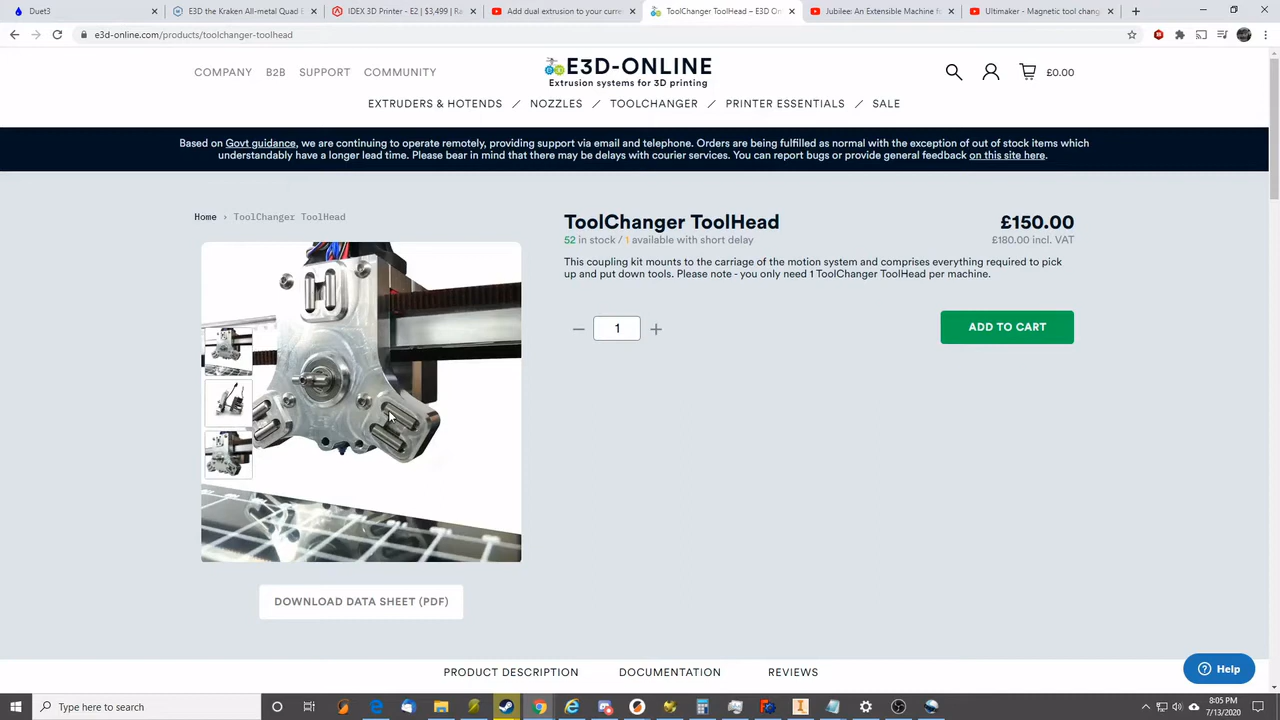 Duet3
E3D the Kraken All-metal Quad E
IDEX 3D Printer - E2 | $3,499 | Ra
Add dual extrusion to your curre
ToolChanger ToolHead – E3D On
Jubilee: An Extensible Machine fo
Ultimaker - Magnetic tool chang
e3d-online.com/products/toolchanger-toolhead
COMPANY B2B SUPPORT COMMUNITY
E3D-ONLINE
Extrusion systems for 3D printing
£0.00
EXTRUDERS & HOTENDS / NOZZLES / TOOLCHANGER / PRINTER ESSENTIALS / SALE
Based on Govt guidance, we are continuing to operate remotely, providing support via email and telephone. Orders are being fulfilled as normal with the exception of out of stock items which
understandably have a longer lead time. Please bear in mind that there may be delays with courier services. You can report bugs or provide general feedback on this site here.
Home › ToolChanger ToolHead
ToolChanger ToolHead
£150.00
52 in stock / 1 available with short delay
£180.00 incl. VAT
This coupling kit mounts to the carriage of the motion system and comprises everything required to pick
up and put down tools. Please note - you only need 1 ToolChanger ToolHead per machine.
1
ADD TO CART
DOWNLOAD DATA SHEET (PDF)
PRODUCT DESCRIPTION DOCUMENTATION REVIEWS
Help
Type here to search
8:05 PM
7/13/2020